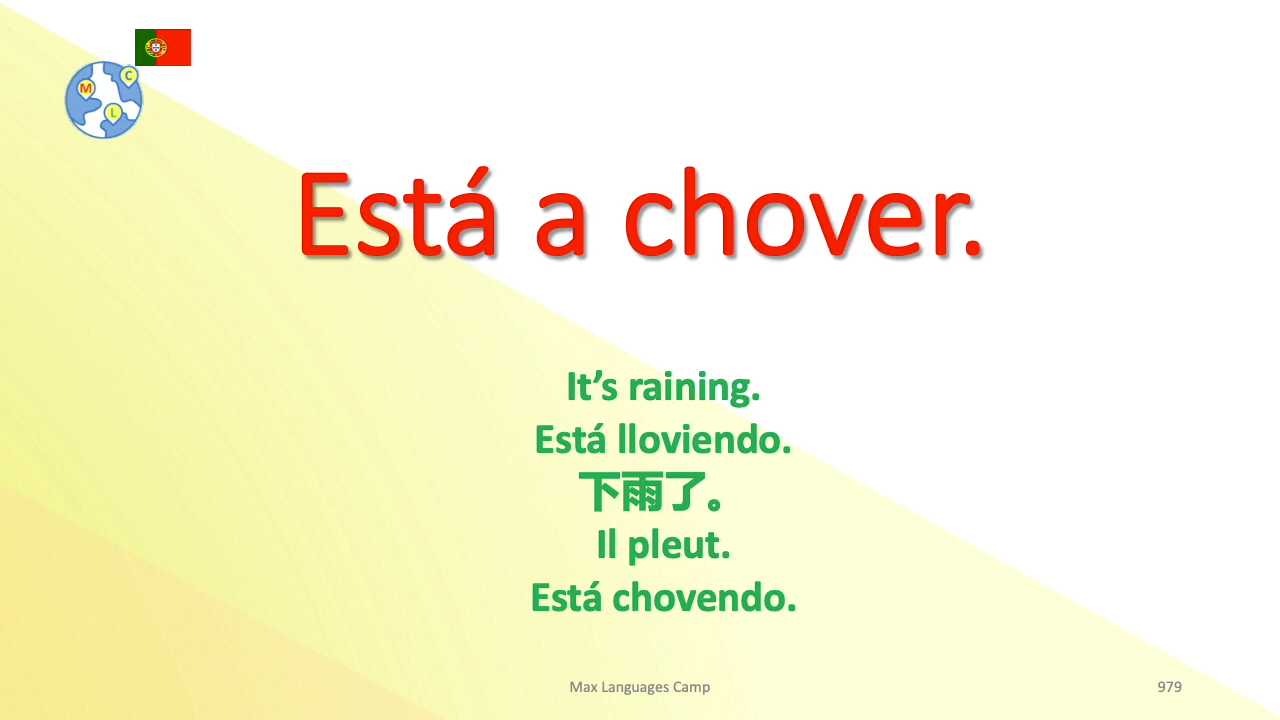 C
M
L
Está a chover.
It’s raining.
Está lloviendo.
下雨了。
Il pleut.
Está chovendo.
Max Languages Camp
979